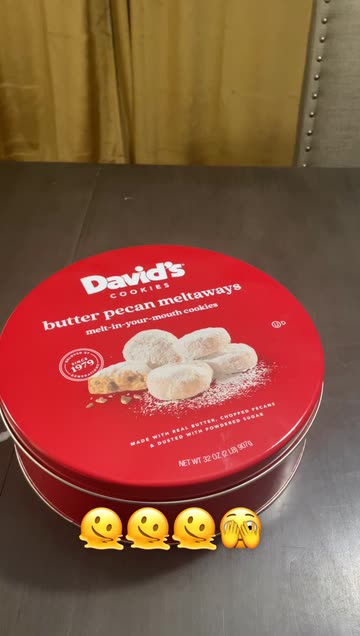 David's
COOKIES
butter pecan meltaways
melt-in-your-mouth cookies
SINCE
1979
MADE WITH REAL BUTTER, CHOPPED PECANS
& DUSTED WITH POWDERED SUGAR
NET WT 32 OZ (2 LB) 907g